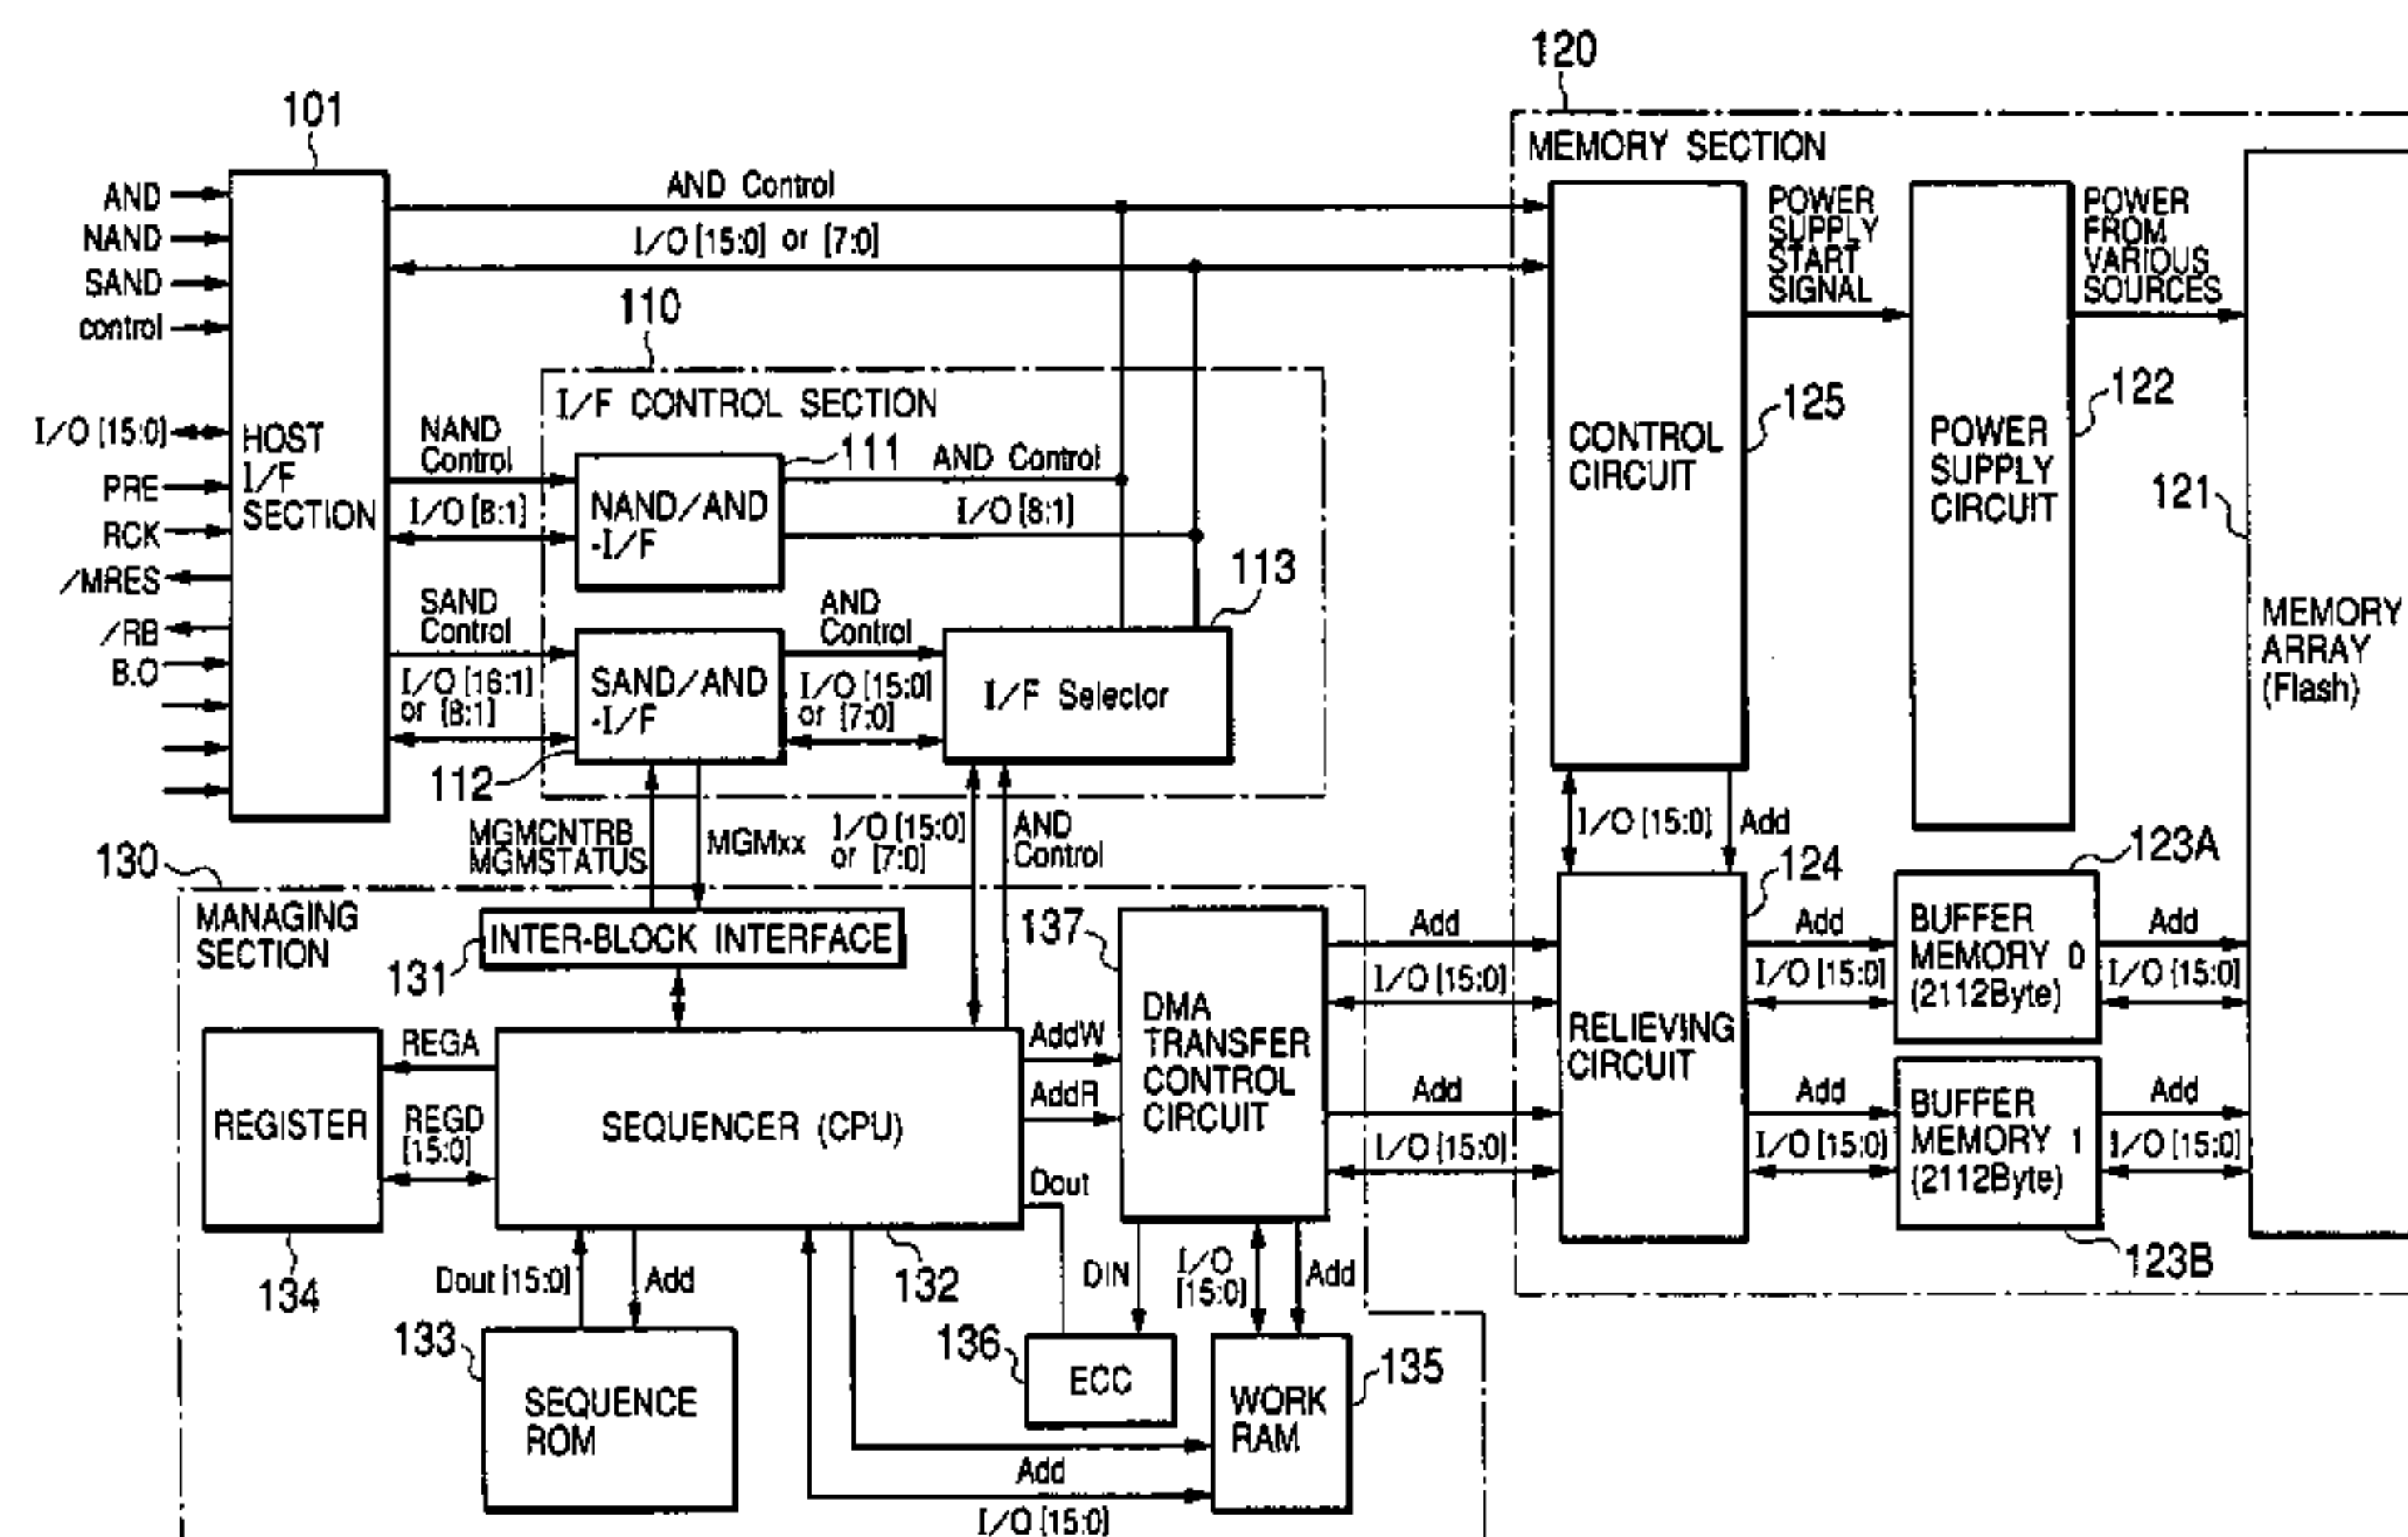 120
101
MEMORY SECTION
AND
NAND
SAND
control
I/O [15:0]
PRE
RCK
/MRES
/RB
B.O
HOST
I/F
SECTION
AND Control
I/O [15:0] or [7:0]
110
I/F CONTROL SECTION
NAND
Control
I/O [8:1]
NAND/AND
-I/F
111
AND Control
I/O [8:1]
SAND
Control
I/O [16:1]
or [8:1]
SAND/AND
-I/F
112
AND
Control
I/O [15:0]
or [7:0]
113
I/F Selector
CONTROL
CIRCUIT
125
POWER
SUPPLY
START
SIGNAL
POWER
SUPPLY
CIRCUIT
122
POWER
FROM
VARIOUS
SOURCES
121
MEMORY
ARRAY
(Flash)
MGMCNTRB
MGMSTATUS
MGMxx
I/O [15:0]
or [7:0]
AND
Control
I/O [15:0]
Add
130
MANAGING
SECTION
INTER-BLOCK INTERFACE
131
137
DMA
TRANSFER
CONTROL
CIRCUIT
Add
I/O [15:0]
Add
I/O [15:0]
124
RELIEVING
CIRCUIT
Add
I/O [15:0]
Add
I/O [15:0]
123A
BUFFER
MEMORY 0
(2112Byte)
Add
I/O [15:0]
BUFFER
MEMORY 1
(2112Byte)
Add
I/O [15:0]
123B
REGISTER
134
REGA
REGD
[15:0]
SEQUENCER (CPU)
132
AddW
AddR
Dout
Dout [15:0]
Add
133
SEQUENCE
ROM
DIN
I/O
[15:0]
Add
136
ECC
WORK
RAM
135
Add
I/O [15:0]